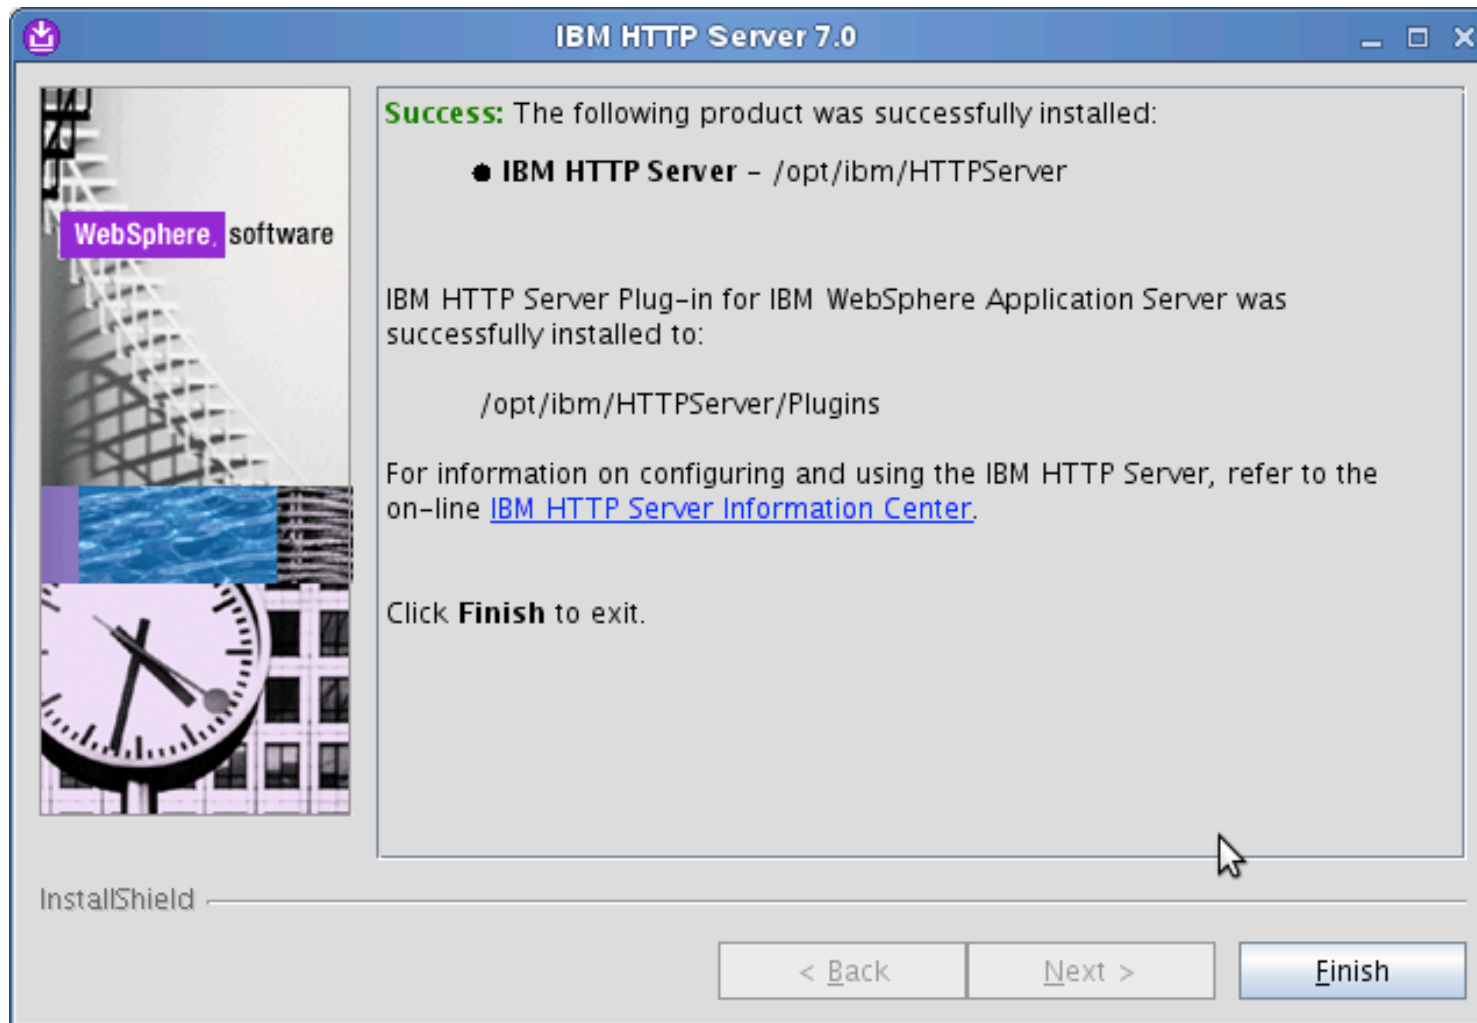 IBM HTTP Server 7.0
Success: The following product was successfully installed:
● IBM HTTP Server – /opt/ibm/HTTPServer
WebSphere. software
IBM HTTP Server Plug-in for IBM WebSphere Application Server was
successfully installed to:
/opt/ibm/HTTPServer/Plugins
For information on configuring and using the IBM HTTP Server, refer to the
on-line IBM HTTP Server Information Center.
Click Finish to exit.
InstallShield
< Back
Next >
Finish